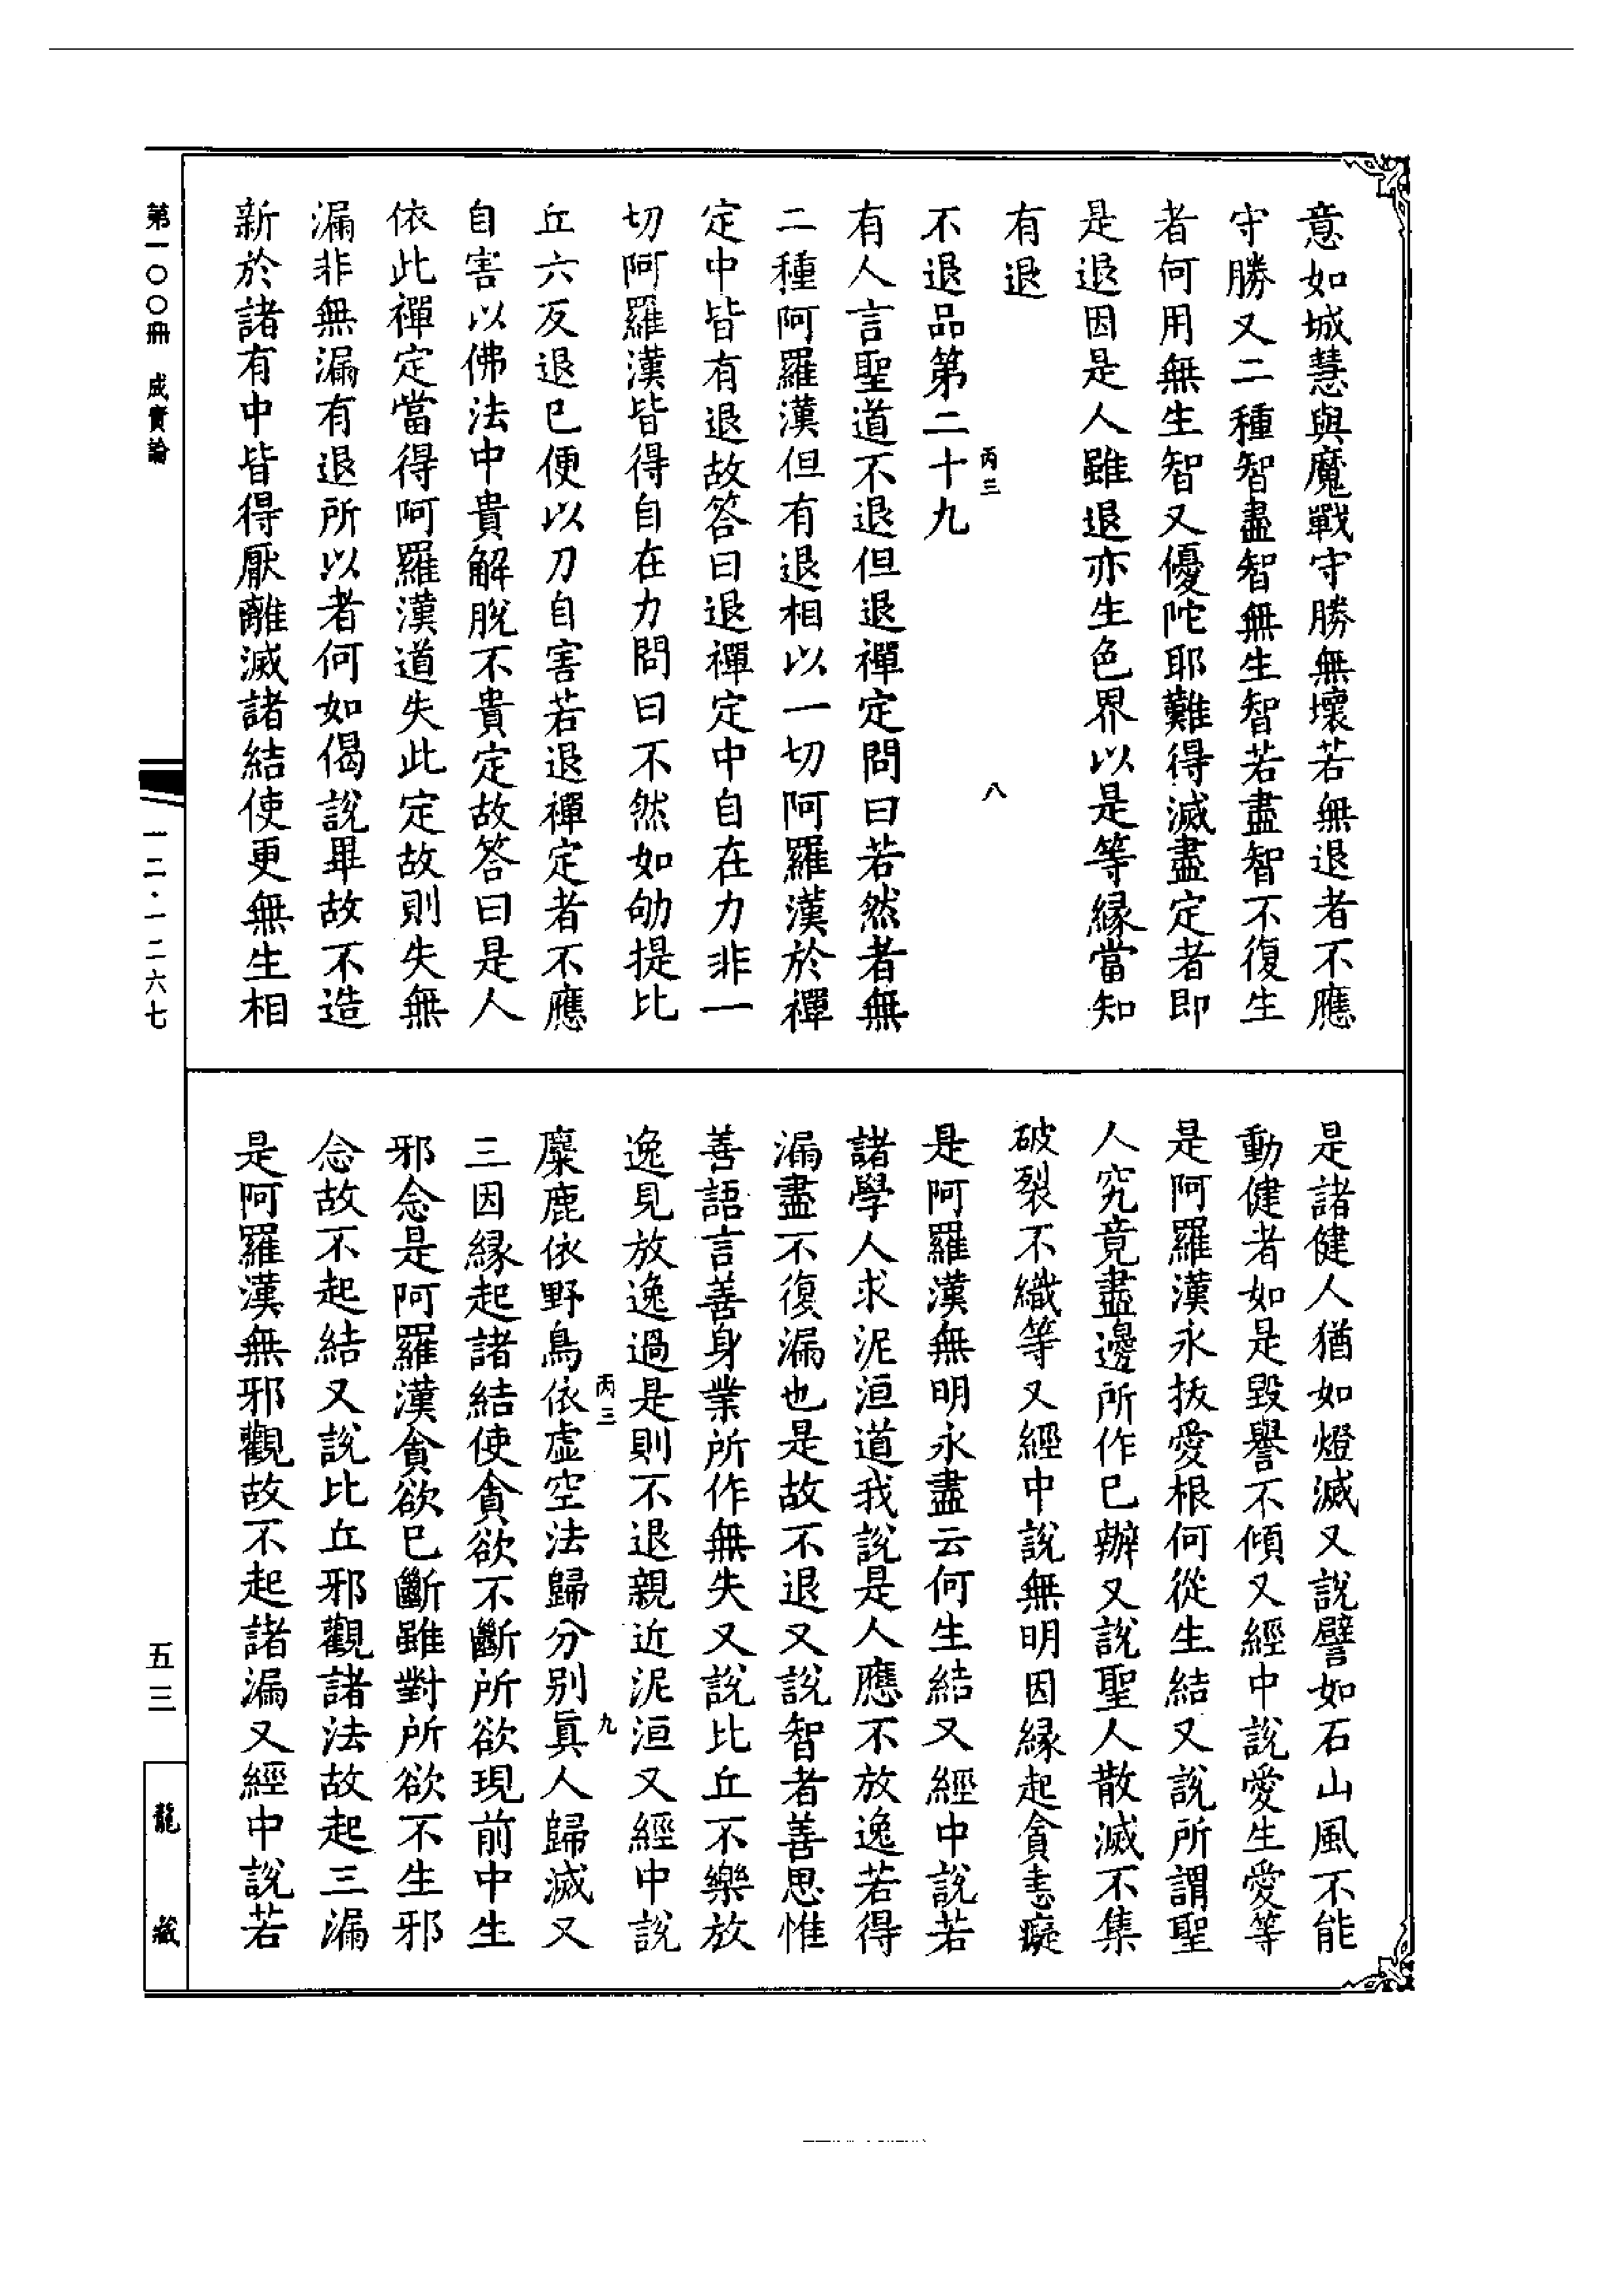 意如城慧與魔戰守勝無壞若無退者不應
守勝又二種智盡智無生智若盡智不復生
者何用無生智又優陀耶難得滅盡定者即
是退因是人雖退亦生色界以是等緣當知
有退
丙三
八
不退品第二十九
有人言聖道不退但退禪定問曰若然者無
二種阿羅漢但有退相以一切阿羅漢於禪
定中皆有退故答曰退禪定中自在力非一
切阿羅漢皆得自在力問曰不然如劬提比
丘六反退已便以刀自害若退禪定者不應
自害以佛法中貴解脫不貴定故答曰是人
依此禪定當得阿羅漢道失此定故則失無
漏非無漏有退所以者何如偈說畢故不造
新於諸有中皆得厭離滅諸結使更無生相
是諸健人猶如燈滅又說譬如石山風不能
動健者如是毀譽不傾又經中說愛生愛等
是阿羅漢永拔愛根何從生結又說所謂聖
人究竟盡邊所作已辦又說聖人散滅不集
破裂不織等又經中說無明因緣起貪恚癡
是阿羅漢無明永盡云何生結又經中說若
諸學人求泥洹道我說是人應不放逸若得
漏盡不復漏也是故不退又說智者善思惟
善語言善身業所作無失又說比丘不樂放
逸見放逸過是則不退親近泥洹又經中說
丙三
九
麋鹿依野鳥依虛空法歸分別真人歸滅又
三因緣起諸結使貪欲不斷所欲現前中生
邪念是阿羅漢貪欲已斷雖對所欲不生邪
念故不起結又說比丘邪觀諸法故起三漏
是阿羅漢無邪觀故不起諸漏又經中說若
第一〇〇冊 成實論
一二·一二六七
五三
龍藏